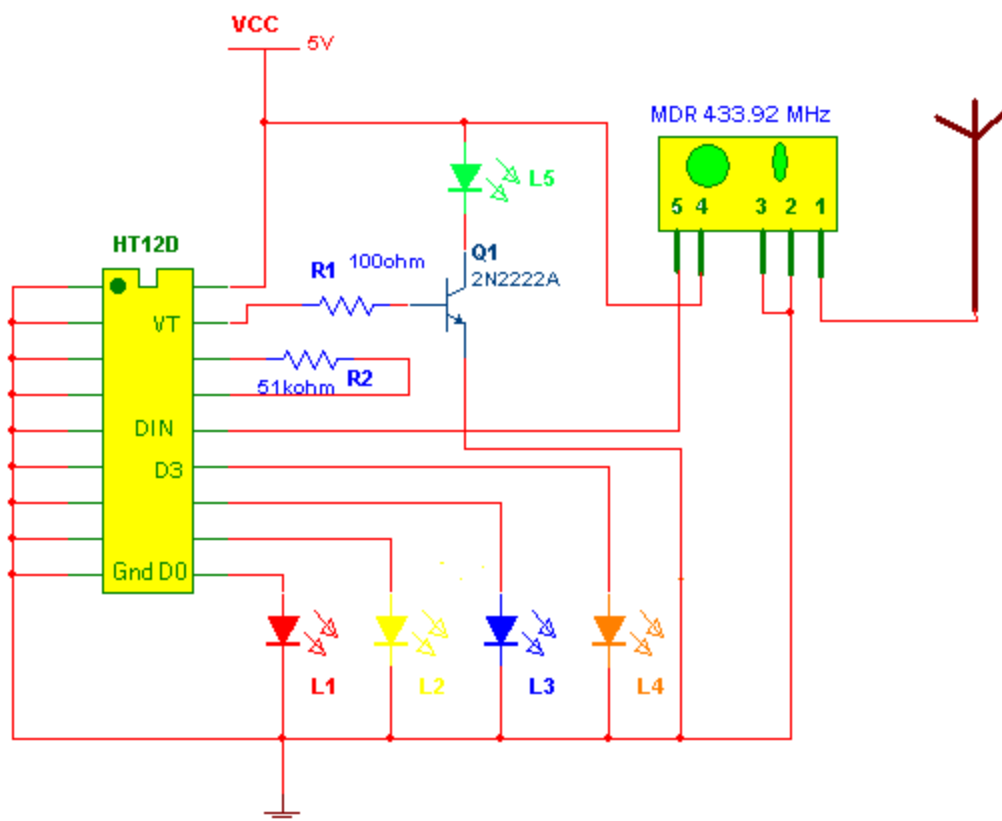 VCC
5V
MDR 433.92 MHz
L5
5 4 3 2 1
HT12D
Q1
R1 100ohm
2N2222A
VT
51kohm R2
DIN
D3
Gnd D0
L1 L2 L3 L4